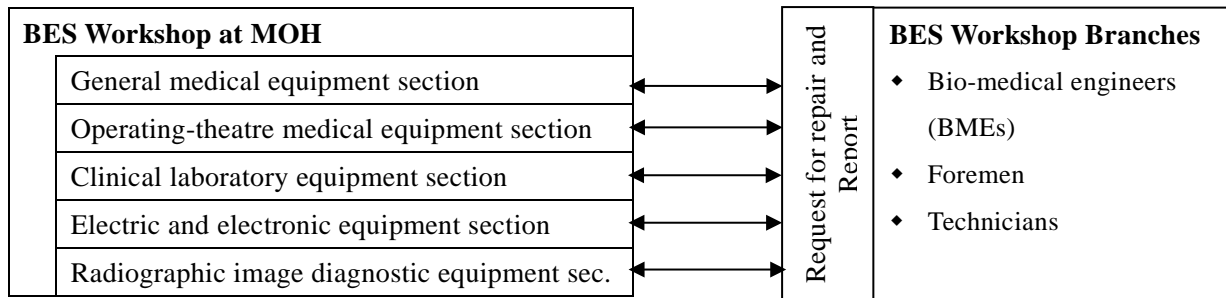 BES Workshop at MOH
General medical equipment section
Operating-theatre medical equipment section
Clinical laboratory equipment section
Electric and electronic equipment section
Radiographic image diagnostic equipment sec.
Request for repair and
Report
BES Workshop Branches
◆ Bio-medical engineers
(BMEs)
◆ Foremen
◆ Technicians